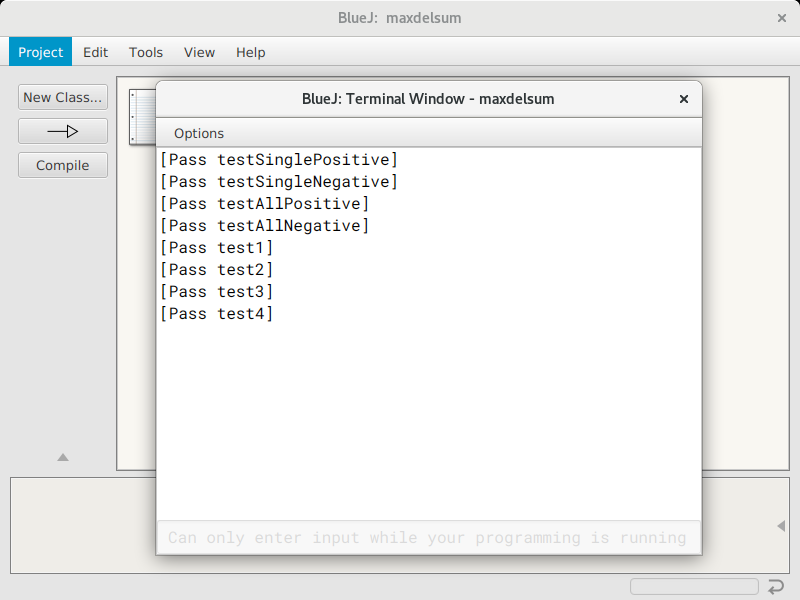 BlueJ: maxdelsum
Project Edit Tools View Help
New Class...
Compile
BlueJ: Terminal Window - maxdelsum
Options
[Pass testSinglePositive]
[Pass testSingleNegative]
[Pass testAllPositive]
[Pass testAllNegative]
[Pass test1]
[Pass test2]
[Pass test3]
[Pass test4]
Can only enter input while your programming is running